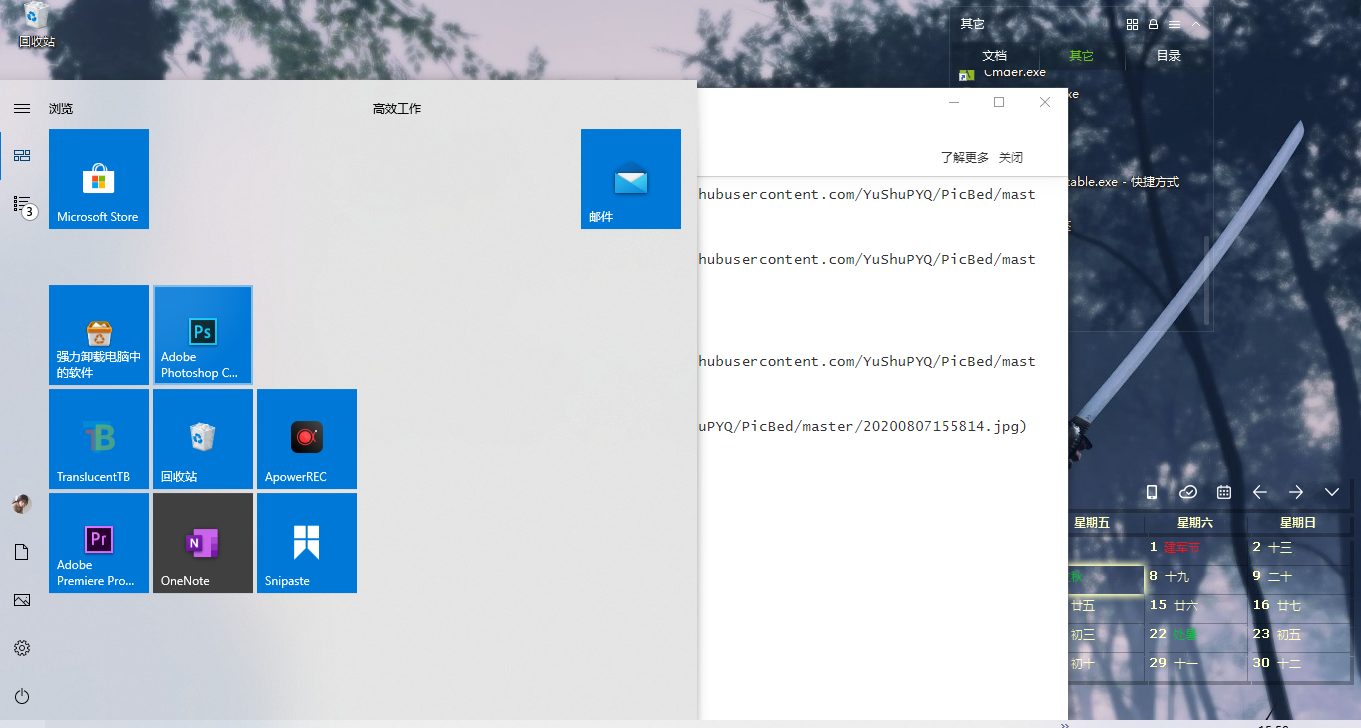 回收站
其它
文档 其它 目录
Cmder.exe
xe
table.exe - 快捷方式
浏览
高效工作
3
Microsoft Store
邮件
强力卸载电脑中
的软件
Adobe
Photoshop C...
TranslucentTB
回收站
ApowerREC
Adobe
Premiere Pro...
OneNote
Snipaste
了解更多 关闭
hubusercontent.com/YuShuPYQ/PicBed/mast
hubusercontent.com/YuShuPYQ/PicBed/mast
hubusercontent.com/YuShuPYQ/PicBed/mast
uPYQ/PicBed/master/20200807155814.jpg)
星期五 星期六 星期日
1 建军节 2 十三
秋 8 十九 9 二十
廿五 15 廿六 16 廿七
初三 22 处暑 23 初五
初十 29 十一 30 十二